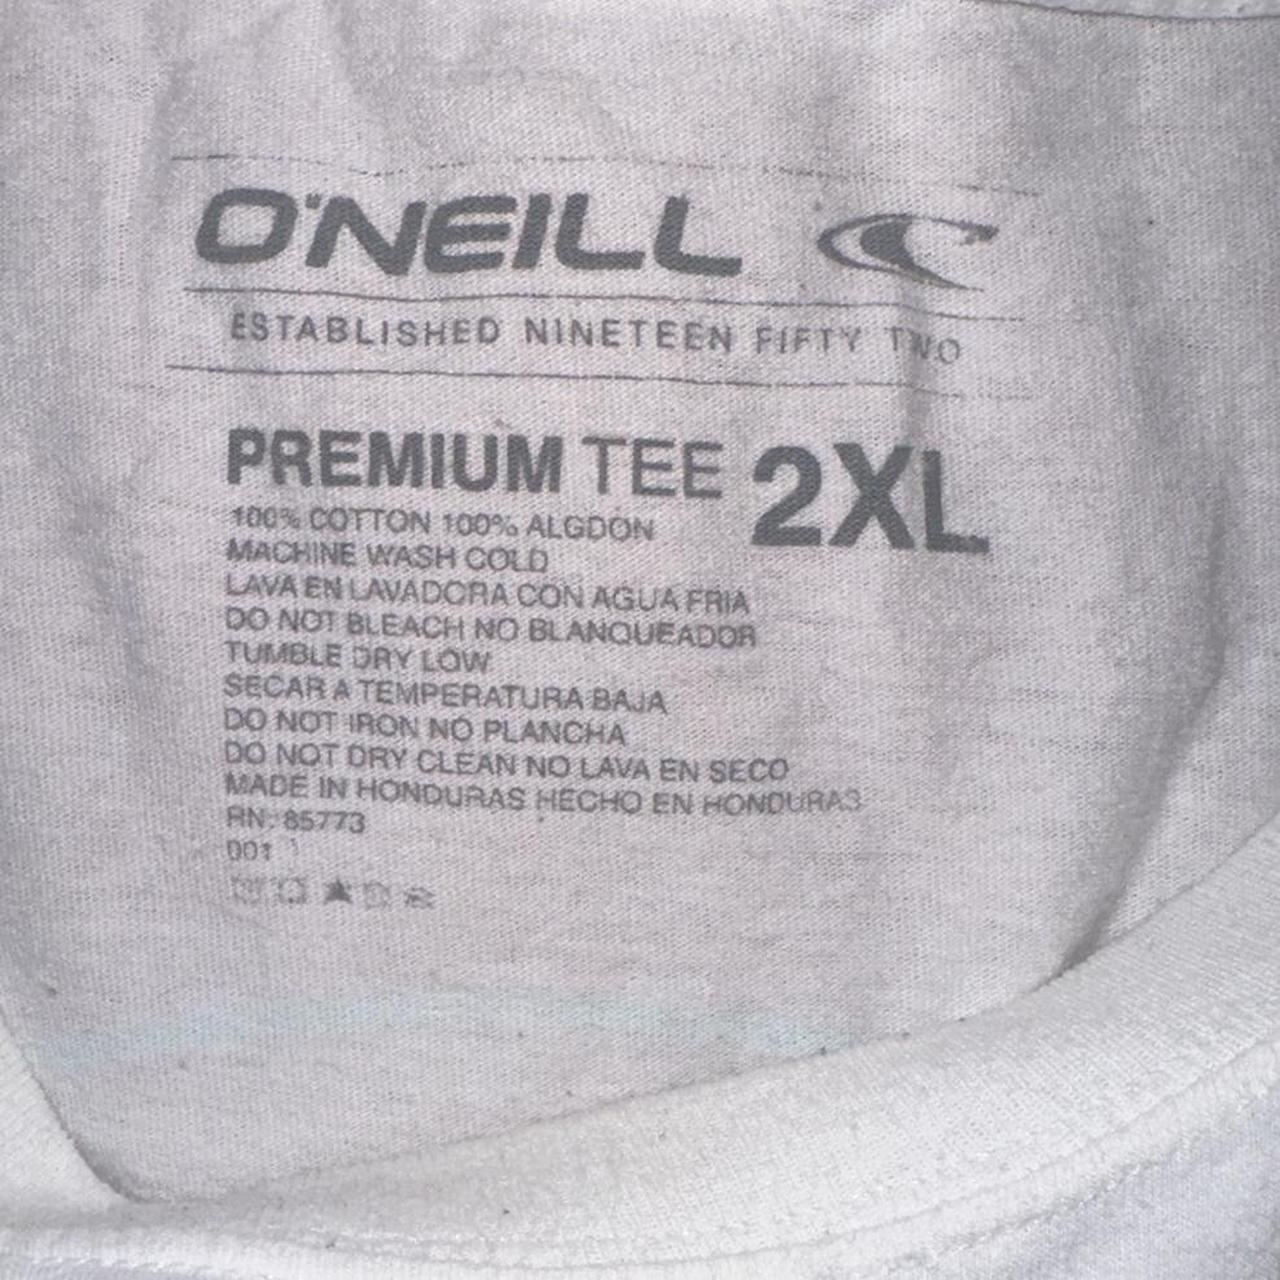 O'NEILL
ESTABLISHED NINETEEN FIFTY TWO
PREMIUM TEE 2XL
100% COTTON 100% ALGDON
MACHINE WASH COLD
LAVA EN LAVADORA CON AGUA FRIA
DO NOT BLEACH NO BLANQUEADOR
TUMBLE DRY LOW
SECAR A TEMPERATURA BAJA
DO NOT IRON NO PLANCHA
DO NOT DRY CLEAN NO LAVA EN SECO
MADE IN HONDURAS HECHO EN HONDURAS
RN: 85773
001